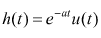 h(t) = e^{-at}u(t)